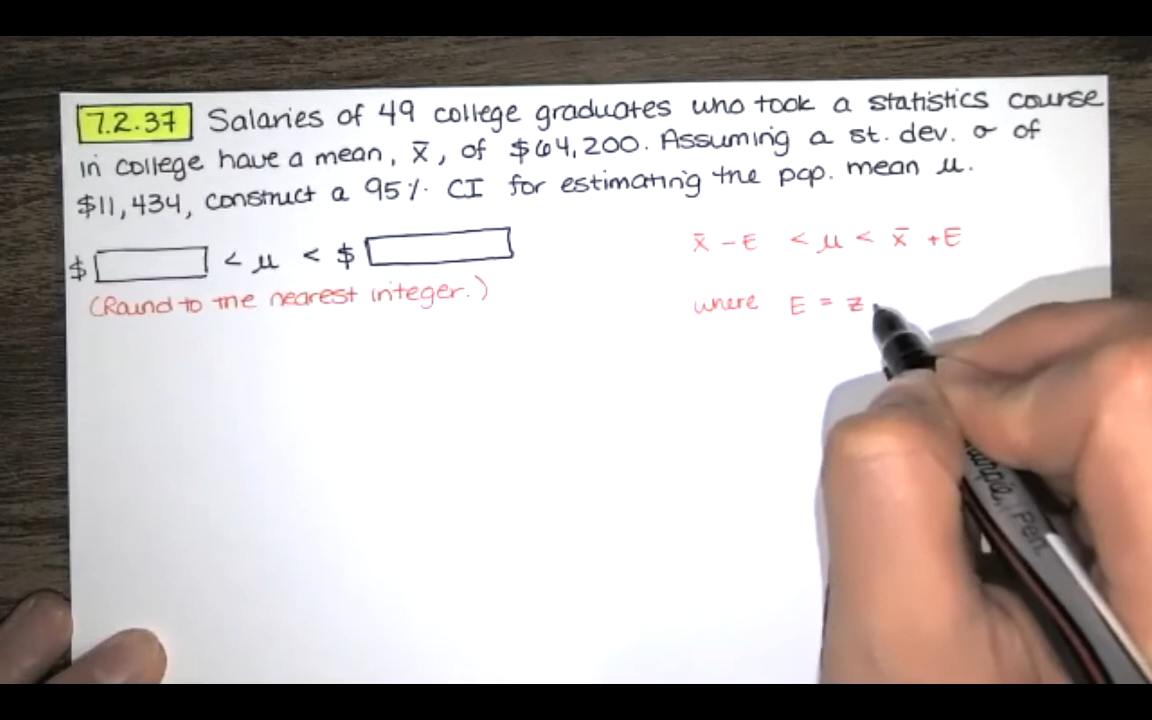 7.2.37 Salaries of 49 college graduates who took a statistics course
in college have a mean, x̄, of $64,200. Assuming a st. dev. σ of
$11,434, construct a 95% CI for estimating the pop. mean μ.
$ < μ < $
(Round to the nearest integer.)
x̄ - E < μ < x̄ + E
where E = z
Sharpie, Pen